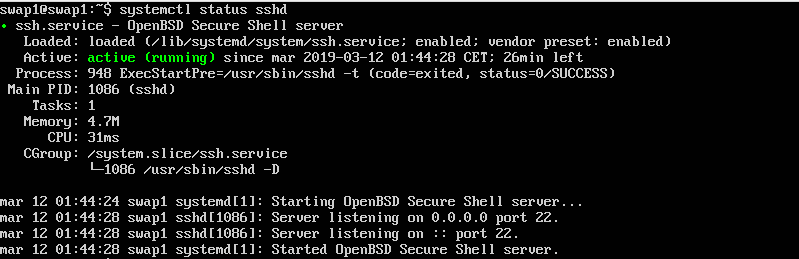 swap1@swap1:~$ systemctl status sshd
● ssh.service - OpenBSD Secure Shell server
   Loaded: loaded (/lib/systemd/system/ssh.service; enabled; vendor preset: enabled)
   Active: active (running) since mar 2019-03-12 01:44:28 CET; 26min left
  Process: 948 ExecStartPre=/usr/sbin/sshd -t (code=exited, status=0/SUCCESS)
 Main PID: 1086 (sshd)
    Tasks: 1
   Memory: 4.7M
      CPU: 31ms
   CGroup: /system.slice/ssh.service
           └─1086 /usr/sbin/sshd -D
mar 12 01:44:24 swap1 systemd[1]: Starting OpenBSD Secure Shell server...
mar 12 01:44:28 swap1 sshd[1086]: Server listening on 0.0.0.0 port 22.
mar 12 01:44:28 swap1 sshd[1086]: Server listening on :: port 22.
mar 12 01:44:28 swap1 systemd[1]: Started OpenBSD Secure Shell server.